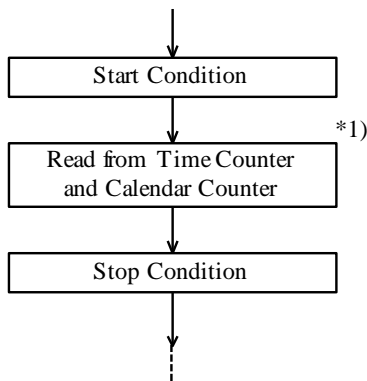 Start Condition
*1)
Read from Time Counter
and Calendar Counter
Stop Condition